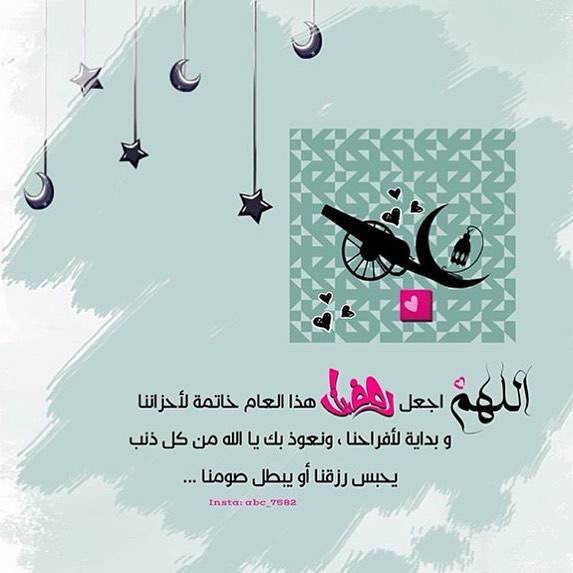 اللهم اجعل رمضان هذا العام خاتمة لأحزاننا
و بداية لأفراحنا ، ونعوذ بك يا الله من كل ذنب
يحبس رزقنا أو يبطل صومنا ...
Insta: abc_7582